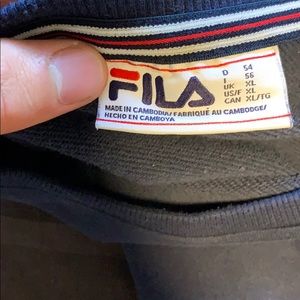 FILA
D 54
I 56
UK XL
US/F XL
CAN XL/TG
MADE IN CAMBODIA/FABRIQUÉ AU CAMBODGE/
HECHO EN CAMBOYA